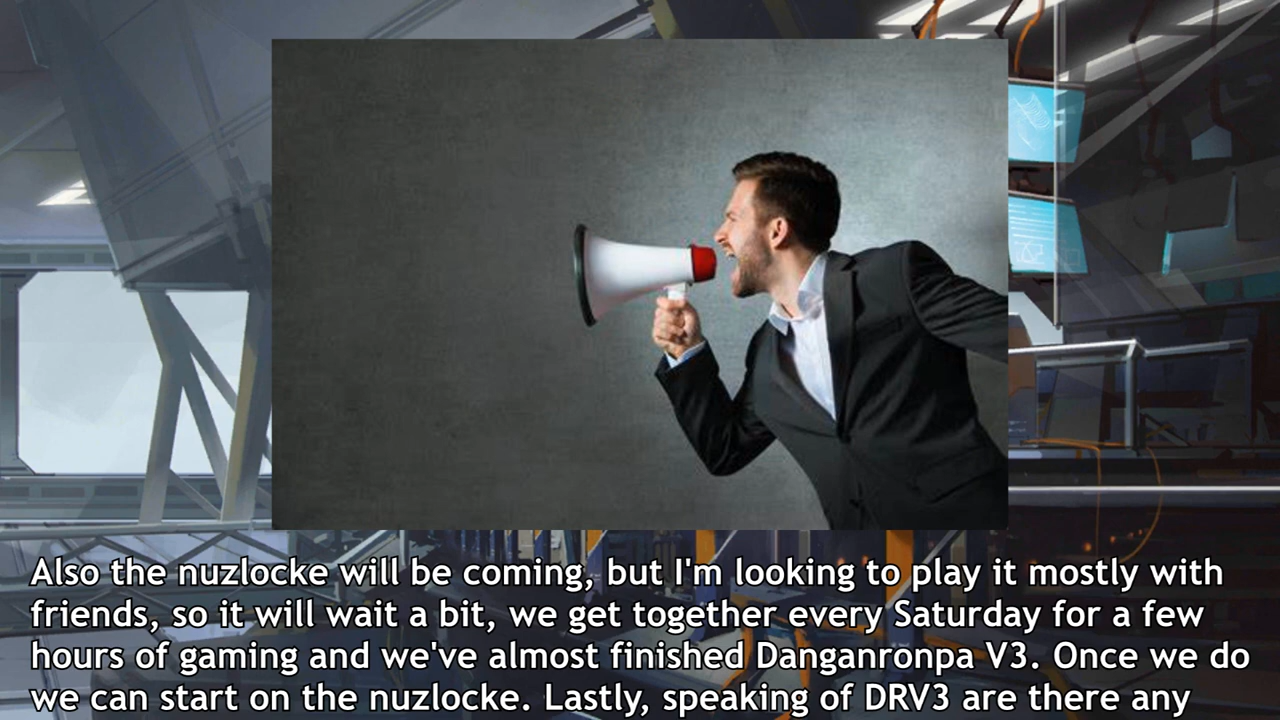 Also the nuzlocke will be coming, but I'm looking to play it mostly with
friends, so it will wait a bit, we get together every Saturday for a few
hours of gaming and we've almost finished Danganronpa V3. Once we do
we can start on the nuzlocke. Lastly, speaking of DRV3 are there any